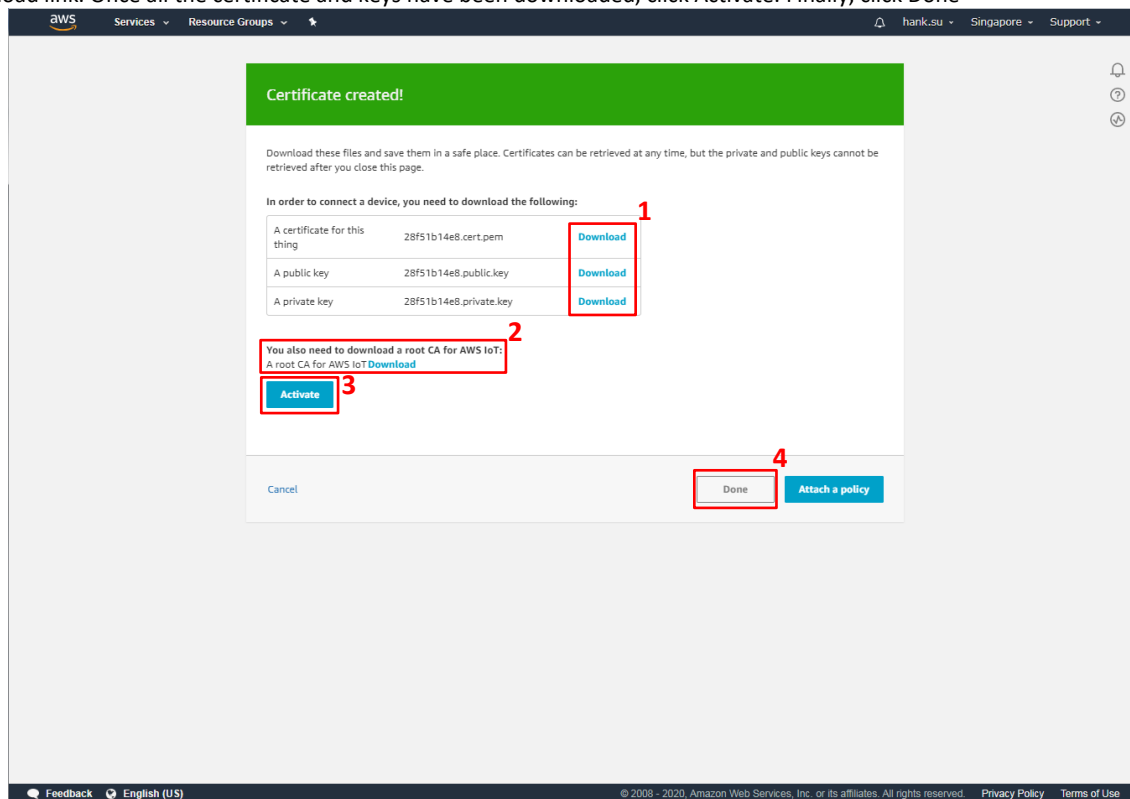 oad link. Once all the certificate and keys have been downloaded, click Activate. Finally, click Done
aws Services Resource Groups hank.su Singapore Support
Certificate created!
Download these files and save them in a safe place. Certificates can be retrieved at any time, but the private and public keys cannot be
retrieved after you close this page.
In order to connect a device, you need to download the following:
1
A certificate for this
thing 28f51b14e8.cert.pem Download
A public key 28f51b14e8.public.key Download
A private key 28f51b14e8.private.key Download
2
You also need to download a root CA for AWS IoT:
A root CA for AWS IoT Download
Activate 3
4
Cancel Done Attach a policy
Feedback English (US) © 2008 - 2020, Amazon Web Services, Inc. or its affiliates. All rights reserved. Privacy Policy Terms of Use